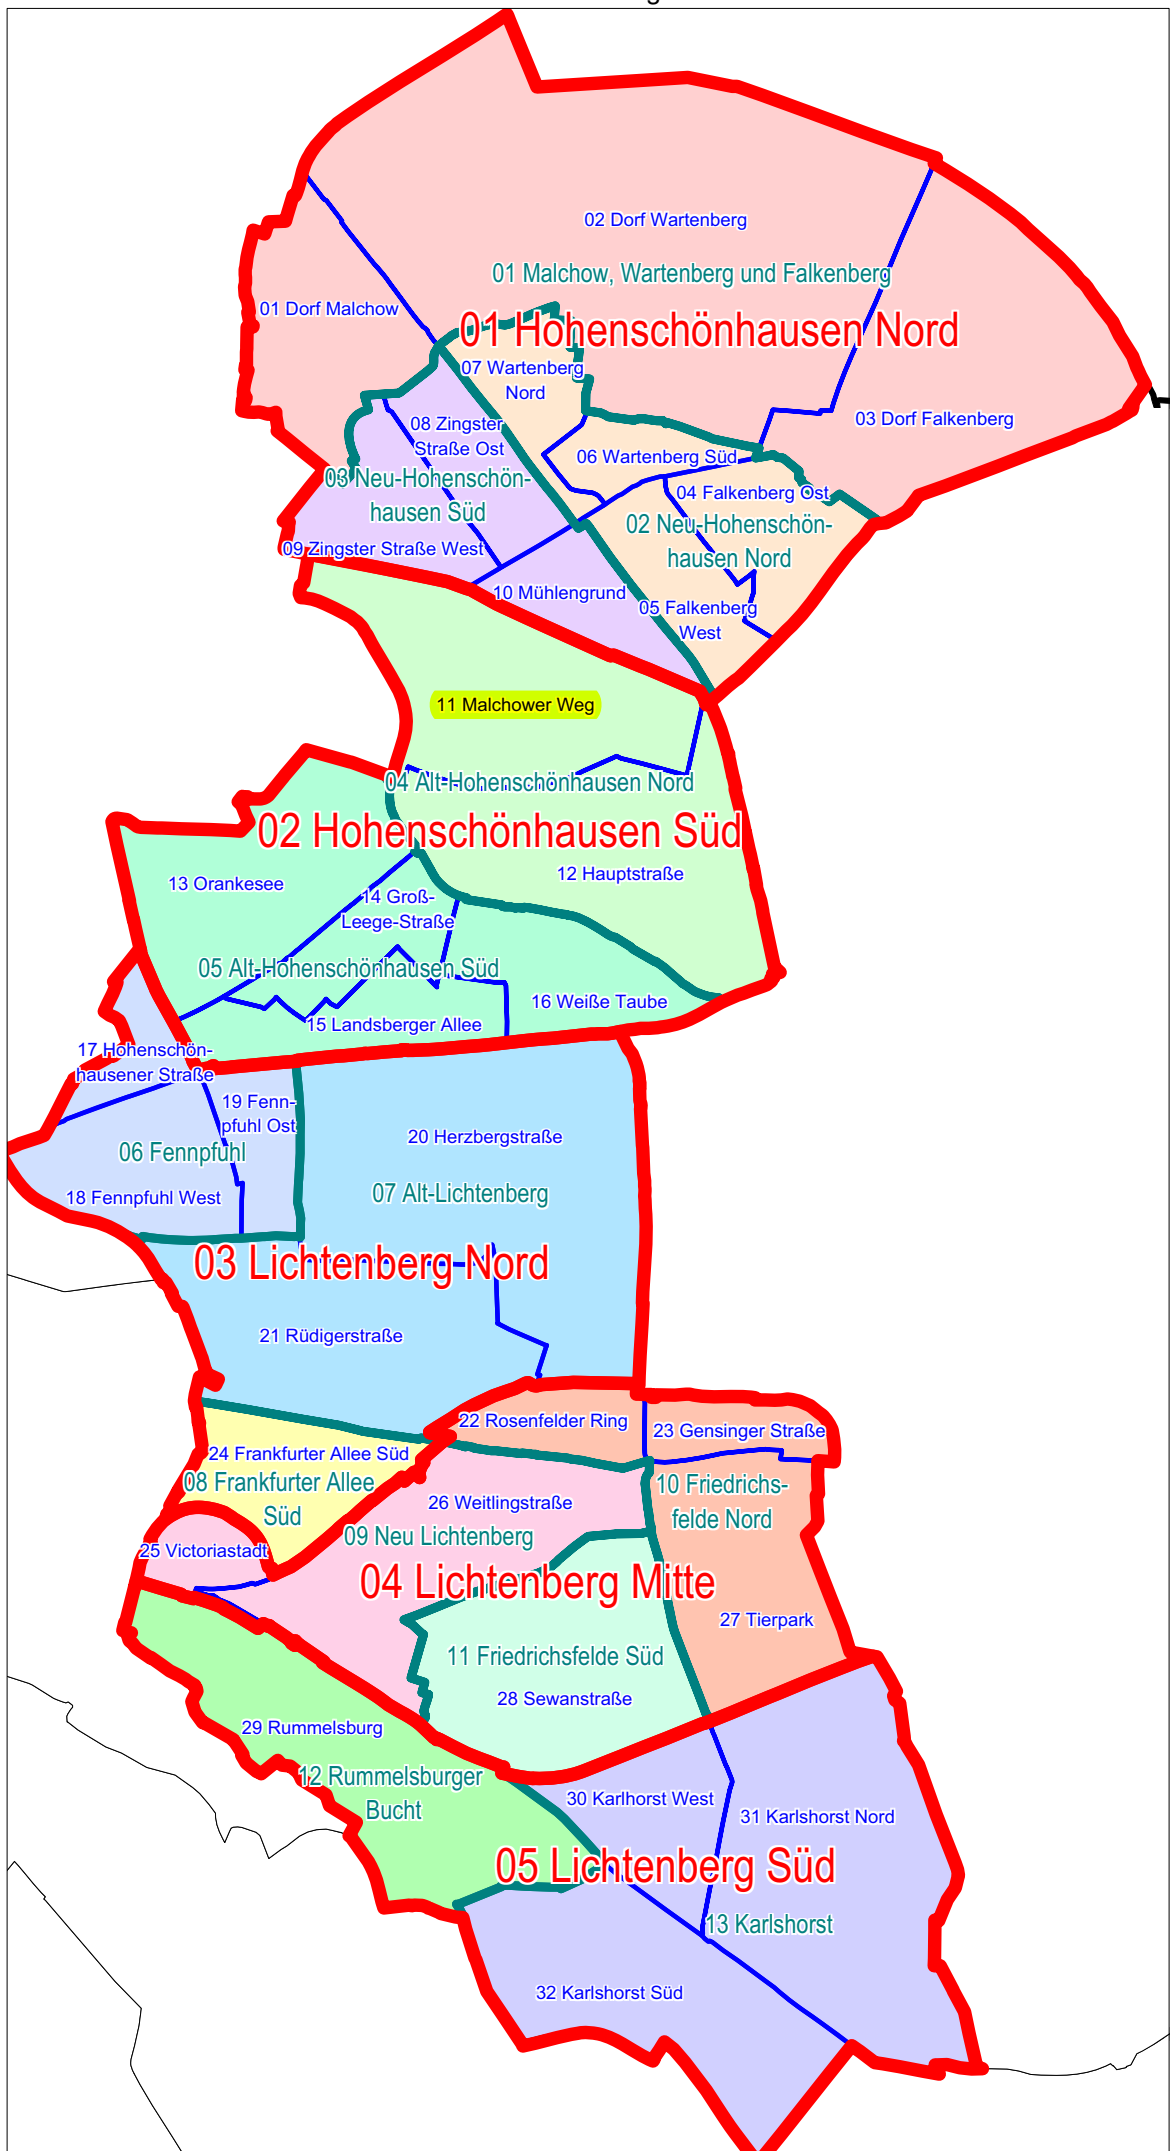 02 Dorf Wartenberg
01 Malchow, Wartenberg und Falkenberg
01 Dorf Malchow
01 Hohenschönhausen Nord
07 Wartenberg
Nord
03 Dorf Falkenberg
08 Zingster
Straße Ost
06 Wartenberg Süd
03 Neu-Hohenschön-
hausen Süd
04 Falkenberg Ost
02 Neu-Hohenschön-
hausen Nord
09 Zingster Straße West
10 Mühlengrund
05 Falkenberg
West
11 Malchower Weg
04 Alt-Hohenschönhausen Nord
02 Hohenschönhausen Süd
12 Hauptstraße
13 Orankesee
14 Groß-
Leege-Straße
05 Alt-Hohenschönhausen Süd
16 Weiße Taube
15 Landsberger Allee
17 Hohenschön-
hausener Straße
19 Fenn-
pfuhl Ost
20 Herzbergstraße
06 Fennpfuhl
18 Fennpfuhl West
07 Alt-Lichtenberg
03 Lichtenberg Nord
21 Rüdigerstraße
22 Rosenfelder Ring
23 Gensinger Straße
24 Frankfurter Allee Süd
08 Frankfurter Allee
Süd
10 Friedrichs-
felde Nord
26 Weitlingstraße
09 Neu Lichtenberg
25 Victoriastadt
04 Lichtenberg Mitte
27 Tierpark
11 Friedrichsfelde Süd
28 Sewanstraße
29 Rummelsburg
12 Rummelsburger
Bucht
30 Karlhorst West
31 Karlshorst Nord
05 Lichtenberg Süd
13 Karlshorst
32 Karlshorst Süd